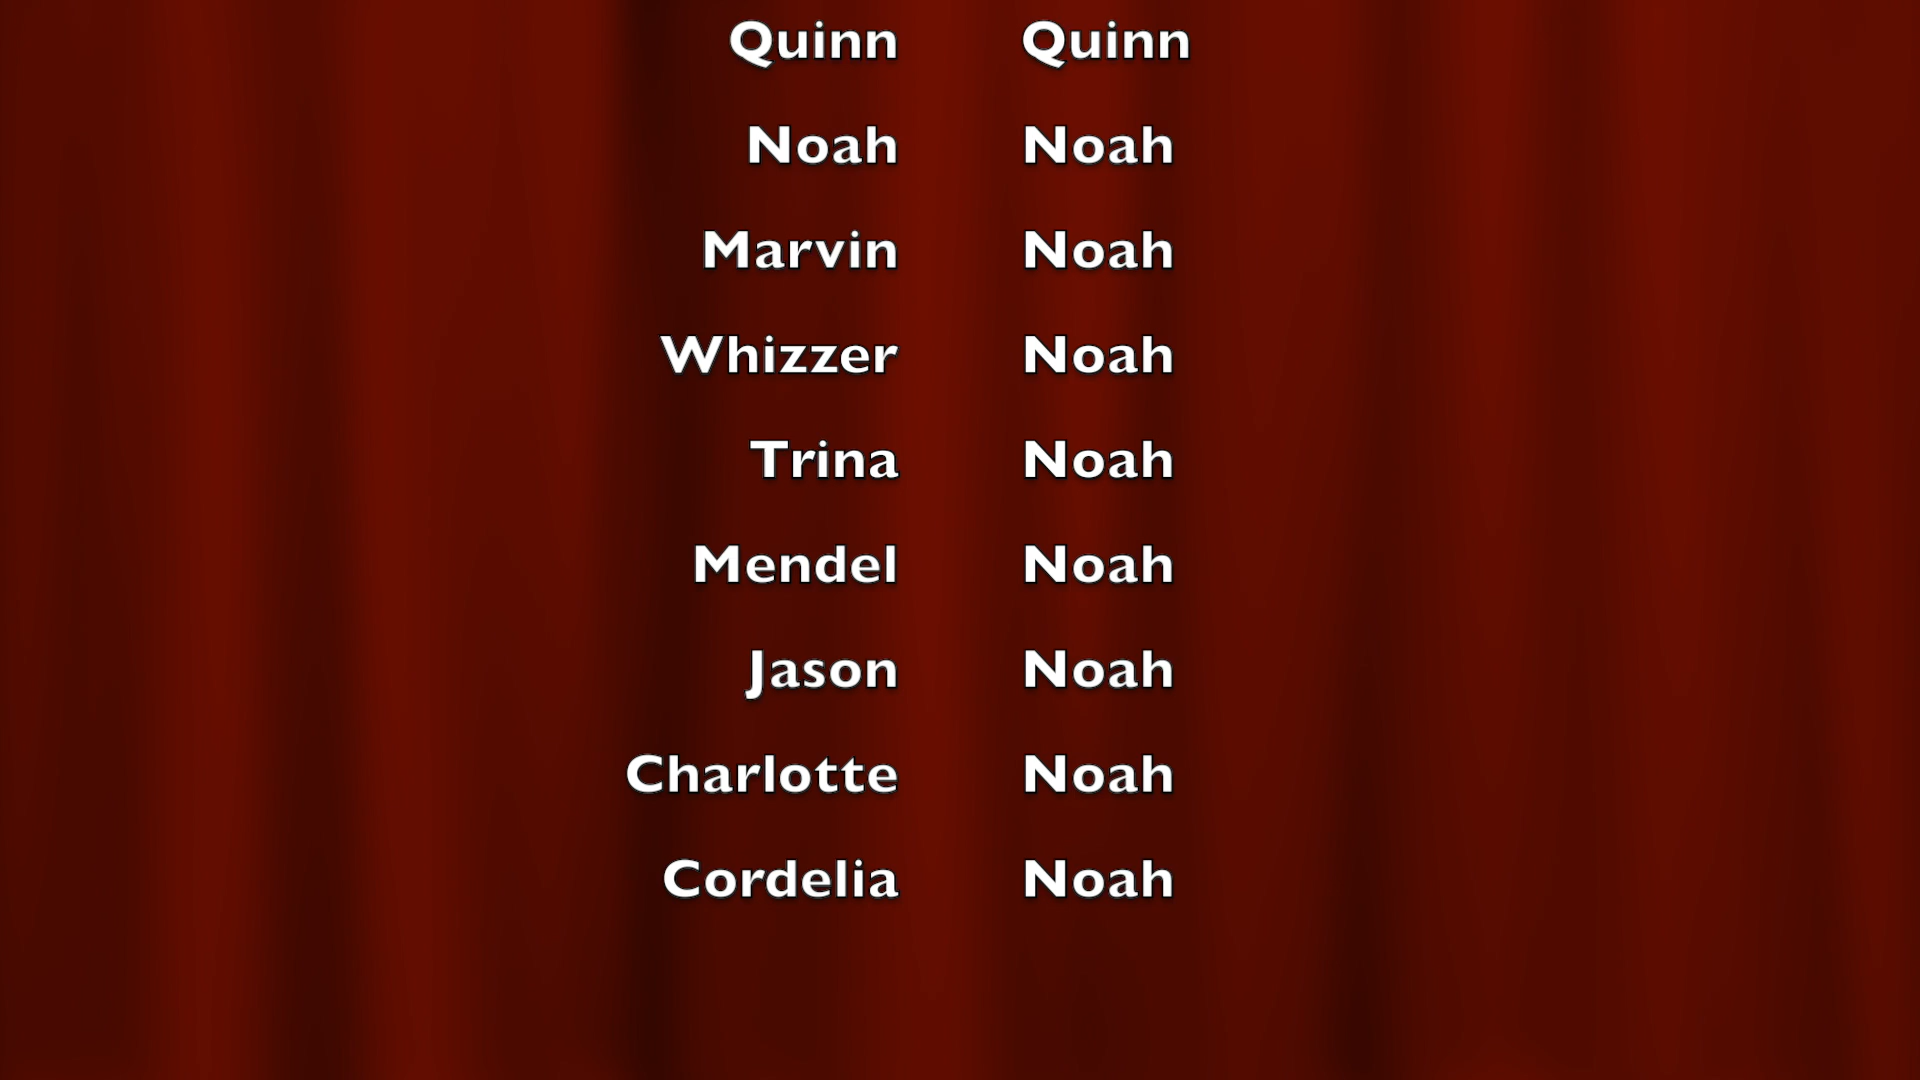 Quinn Quinn
Noah Noah
Marvin Noah
Whizzer Noah
Trina Noah
Mendel Noah
Jason Noah
Charlotte Noah
Cordelia Noah